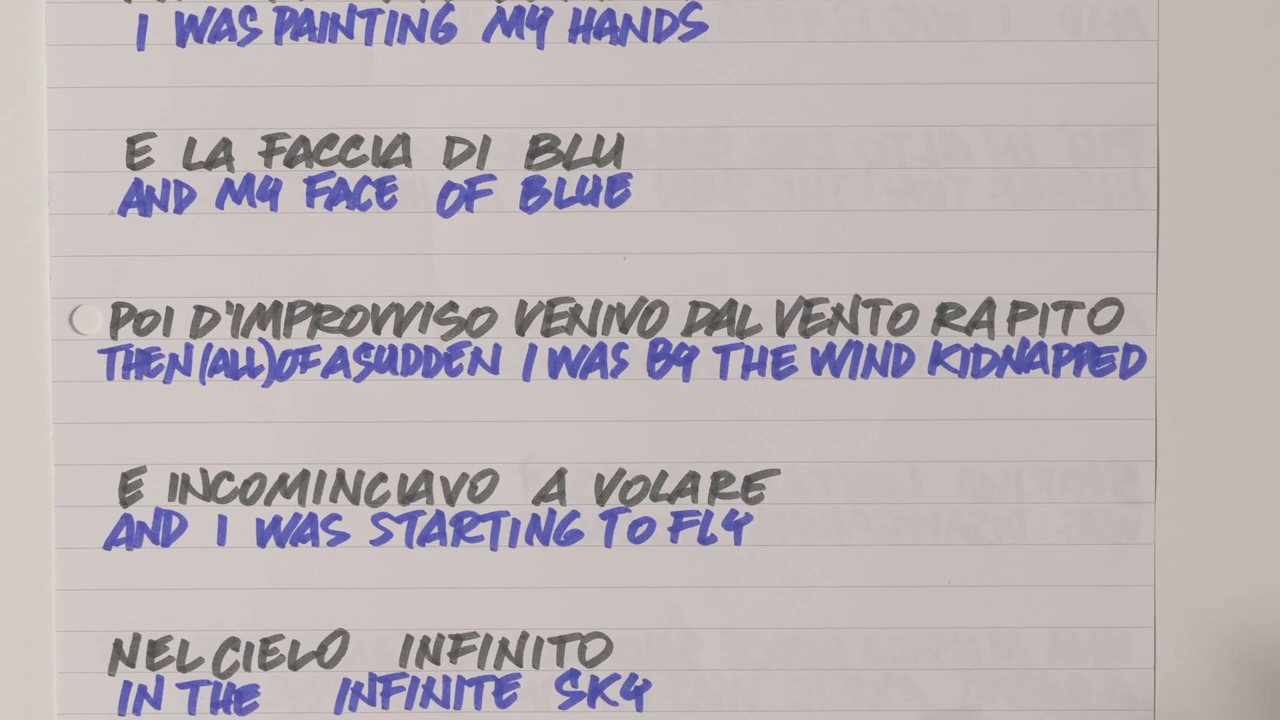 I WAS PAINTING MY HANDS
E LA FACCIA DI BLU
AND MY FACE OF BLUE
POI D'IMPROVVISO VENIVO DAL VENTO RAPITO
THEN (ALL) OF A SUDDEN I WAS BY THE WIND KIDNAPPED
E INCOMINCIAVO A VOLARE
AND I WAS STARTING TO FLY
NEL CIELO INFINITO
IN THE INFINITE SKY